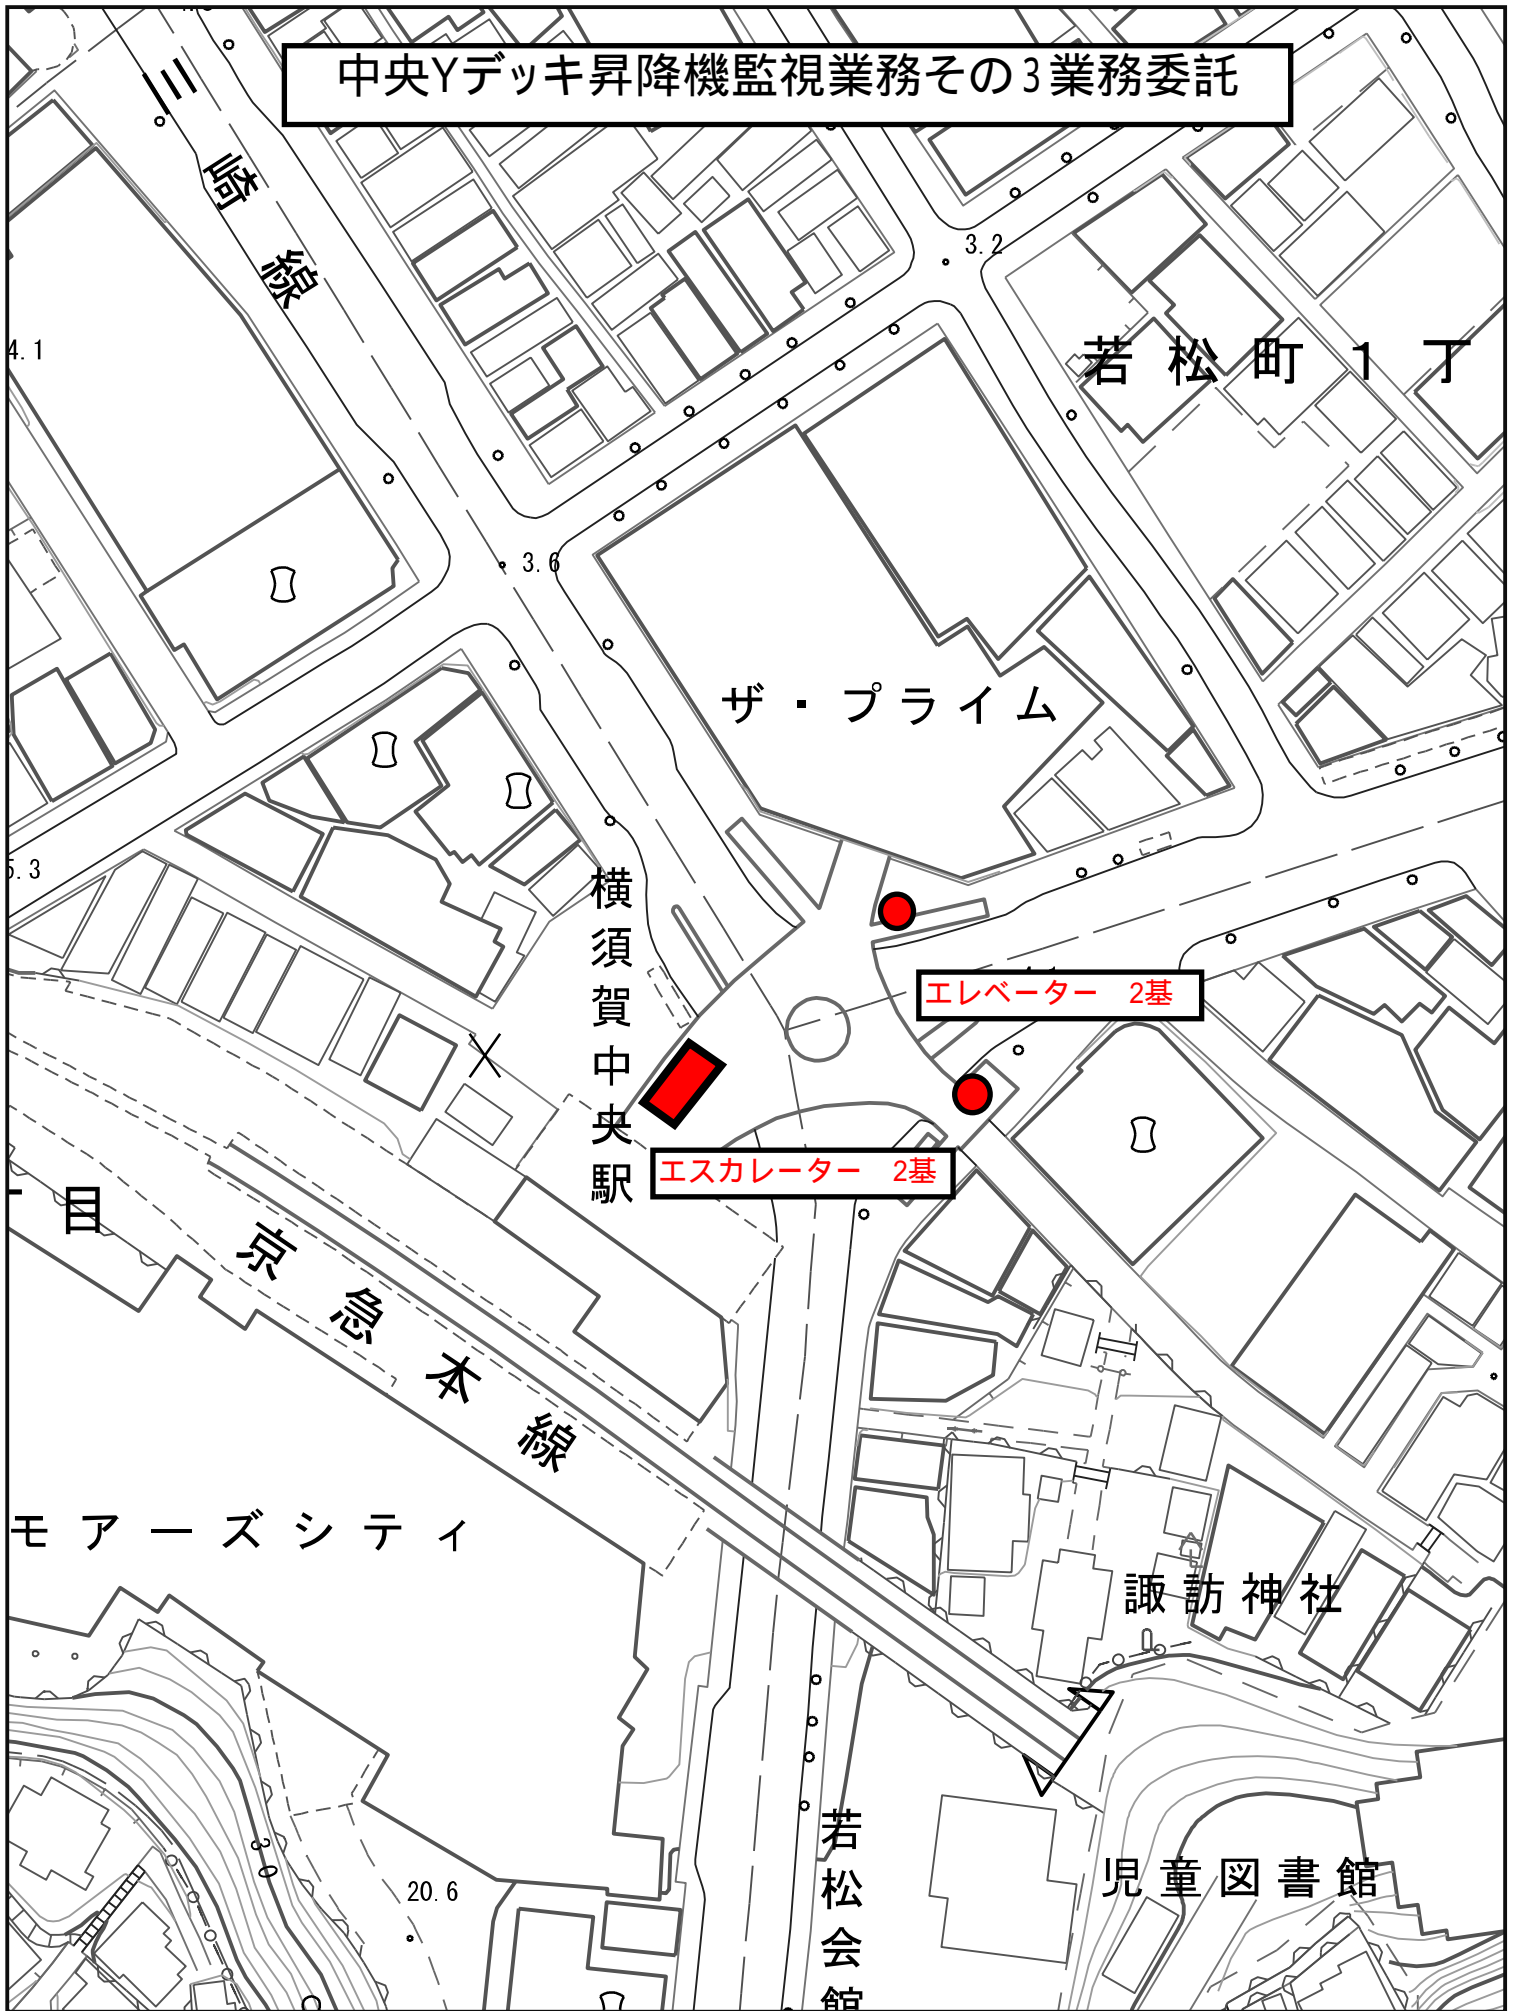 中央Yデッキ昇降機監視業務その3業務委託
三崎線
3.2
4.1
若松町1丁
3.6
ザ・プライム
5.3
横須賀中央駅
エレベーター 2基
エスカレーター 2基
目
京急本線
モアーズシティ
諏訪神社
若松会館
児童図書館
30
20.6